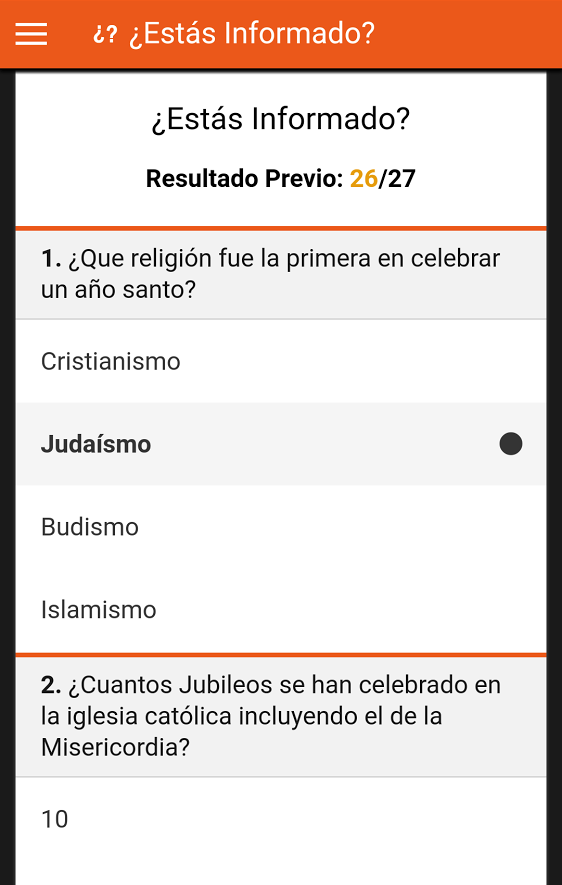 ¿? ¿Estás Informado?
¿Estás Informado?
Resultado Previo: 26/27
1. ¿Que religión fue la primera en celebrar
un año santo?
Cristianismo
Judaísmo
Budismo
Islamismo
2. ¿Cuantos Jubileos se han celebrado en
la iglesia católica incluyendo el de la
Misericordia?
10